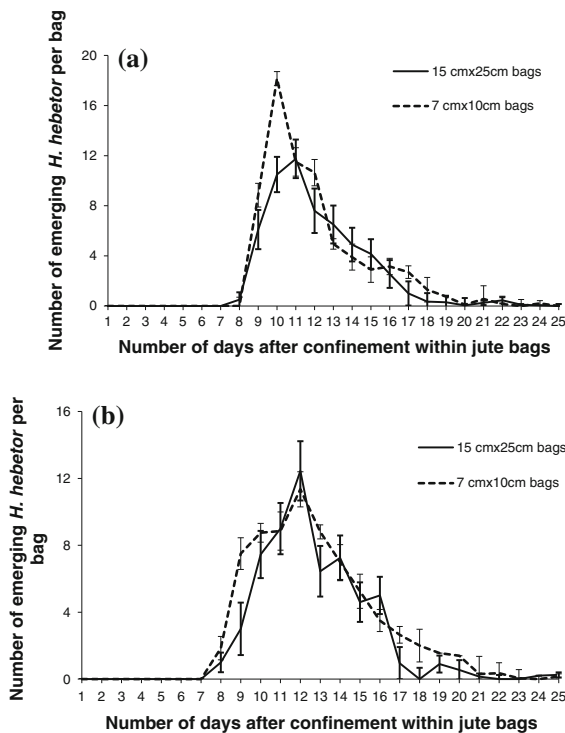 Number of emerging H. hebetor per bag
(a)
15 cmx25cm bags
7 cmx10cm bags
20
16
12
8
4
0
1 2 3 4 5 6 7 8 9 10 11 12 13 14 15 16 17 18 19 20 21 22 23 24 25
Number of days after confinement within jute bags
Number of emerging H. hebetor per
bag
(b)
15 cmx25cm bags
7 cmx10cm bags
16
12
8
4
0
1 2 3 4 5 6 7 8 9 10 11 12 13 14 15 16 17 18 19 20 21 22 23 24 25
Number of days after confinement within jute bags